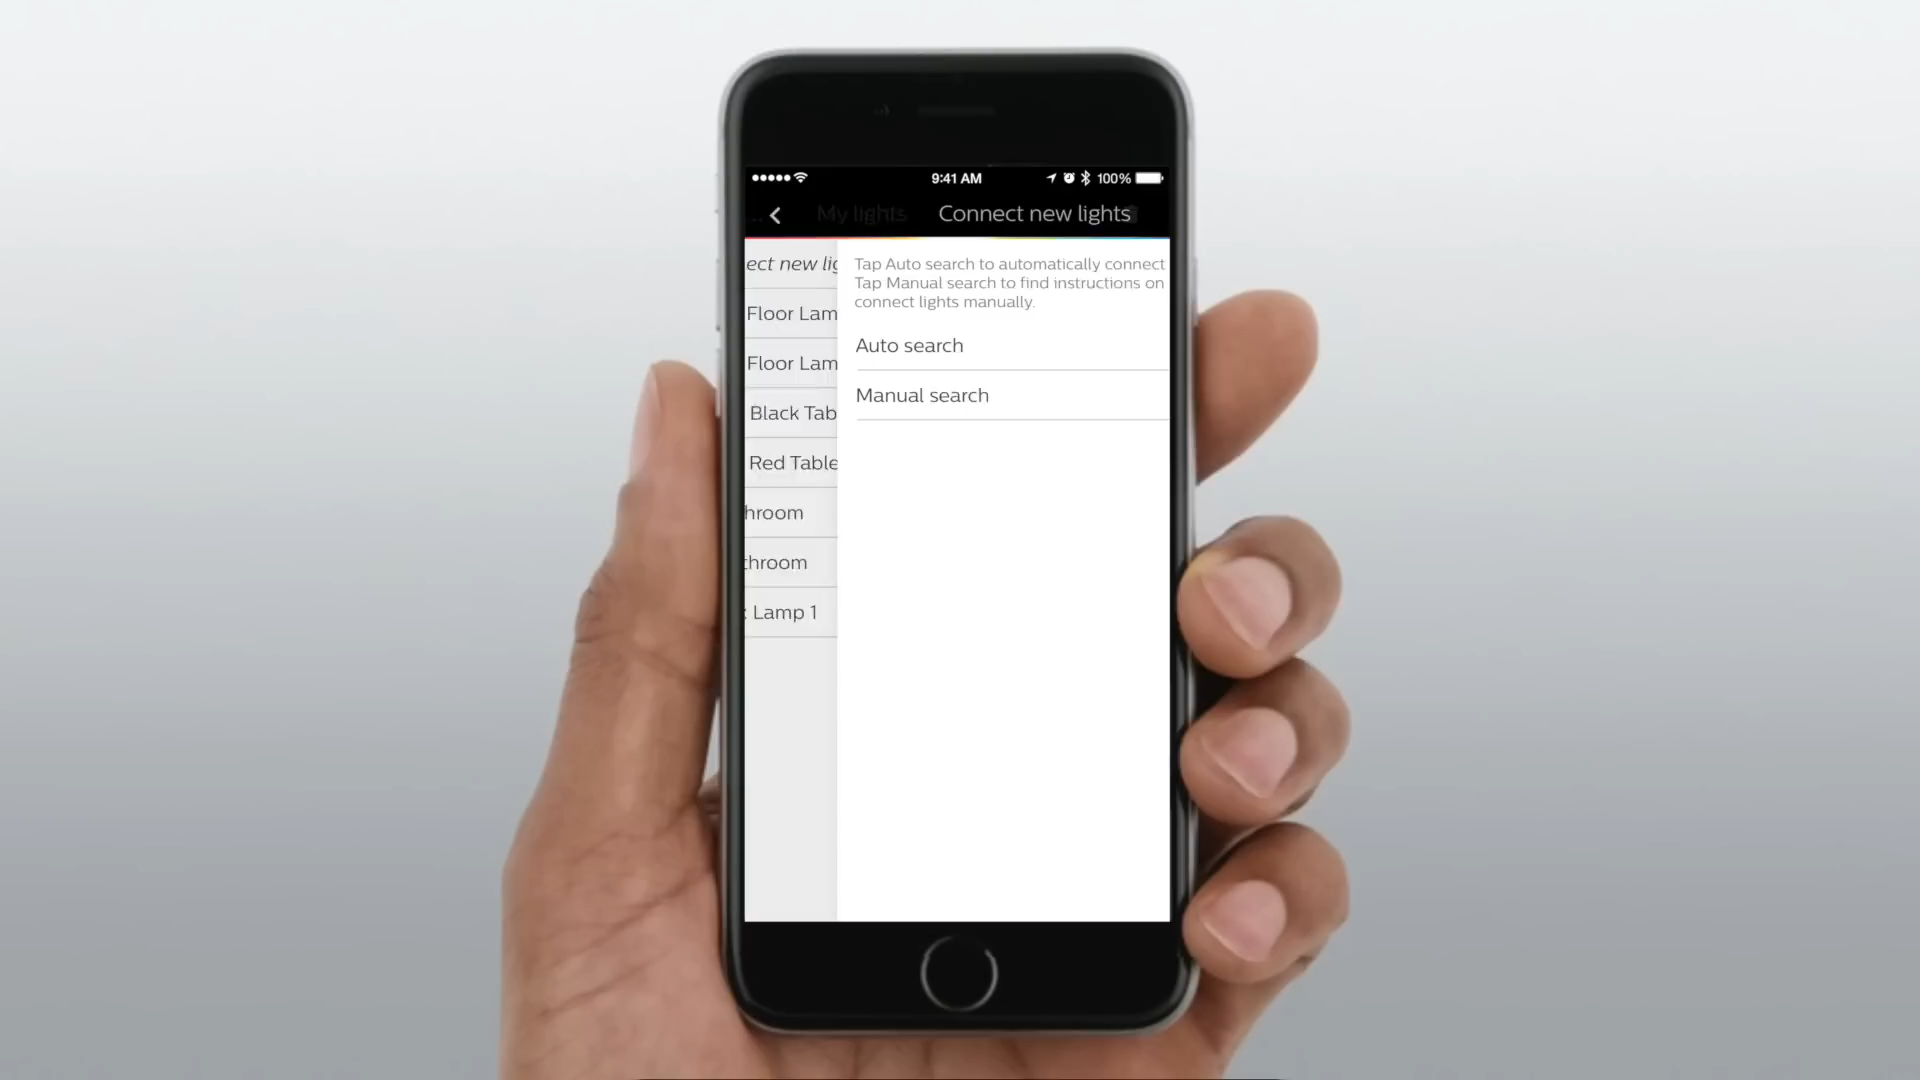 9:41 AM 100%
My lights Connect new lights
ect new lig
Floor Lam
Floor Lam
Black Tab
Red Table
hroom
throom
Lamp 1
Tap Auto search to automatically connect
Tap Manual search to find instructions on
connect lights manually.
Auto search
Manual search